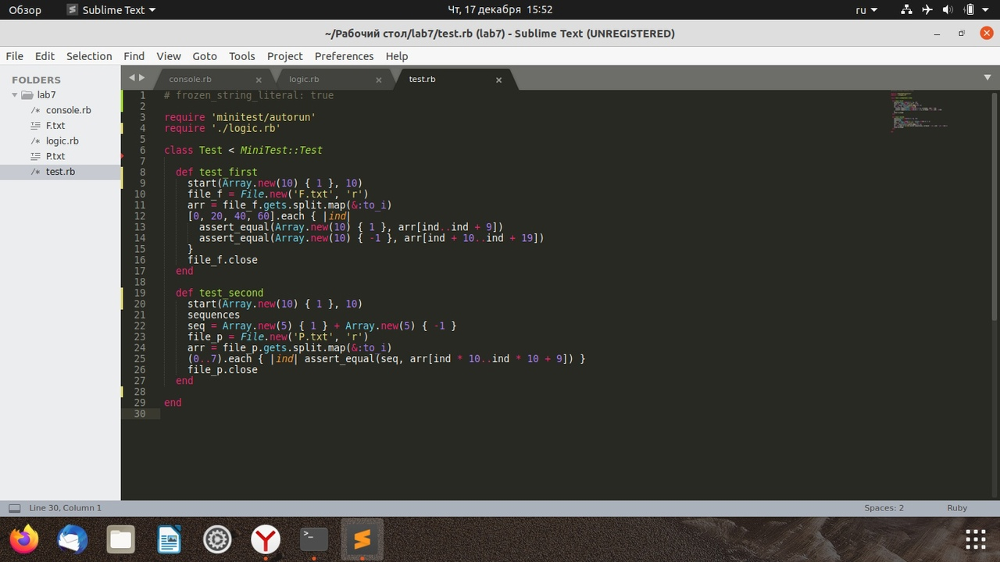 Обзор
Sublime Text
Чт, 17 декабря 15:52
ru
~/Рабочий стол/lab7/test.rb (lab7) - Sublime Text (UNREGISTERED)
File Edit Selection Find View Goto Tools Project Preferences Help
FOLDERS
lab7
console.rb
F.txt
logic.rb
P.txt
test.rb
console.rb
logic.rb
test.rb
1 # frozen_string_literal: true
2
3 require 'minitest/autorun'
4 require './logic.rb'
5
6 class Test < MiniTest::Test
7
8 def test_first
9 start(Array.new(10) { 1 }, 10)
10 file_f = File.new('F.txt', 'r')
11 arr = file_f.gets.split.map(&:to_i)
12 [0, 20, 40, 60].each { |ind|
13 assert_equal(Array.new(10) { 1 }, arr[ind..ind + 9])
14 assert_equal(Array.new(10) { -1 }, arr[ind + 10..ind + 19])
15 }
16 file_f.close
17 end
18
19 def test_second
20 start(Array.new(10) { 1 }, 10)
21 sequences
22 seq = Array.new(5) { 1 } + Array.new(5) { -1 }
23 file_p = File.new('P.txt', 'r')
24 arr = file_p.gets.split.map(&:to_i)
25 (0..7).each { |ind| assert_equal(seq, arr[ind * 10..ind * 10 + 9]) }
26 file_p.close
27 end
28
29 end
30
Line 30, Column 1
Spaces: 2
Ruby